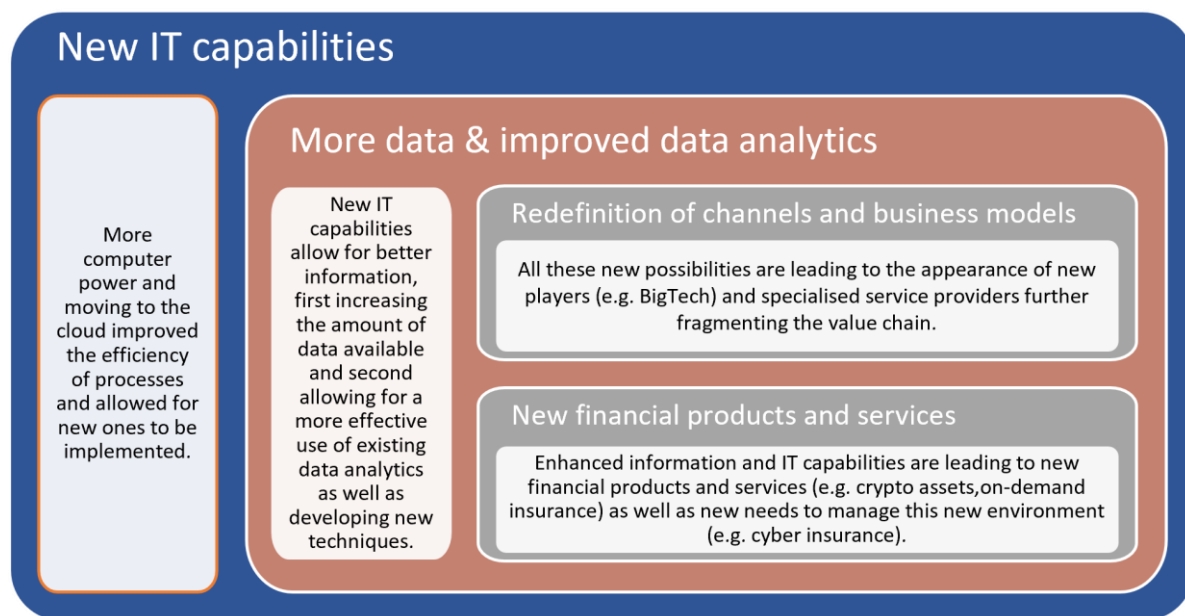 New IT capabilities
More
computer
power and
moving to the
cloud improved
the efficiency
of processes
and allowed for
new ones to be
implemented.
More data & improved data analytics
New IT
capabilities
allow for better
information,
first increasing
the amount of
data available
and second
allowing for a
more effective
use of existing
data analytics
as well as
developing new
techniques.
Redefinition of channels and business models
All these new possibilities are leading to the appearance of new
players (e.g. BigTech) and specialised service providers further
fragmenting the value chain.
New financial products and services
Enhanced information and IT capabilities are leading to new
financial products and services (e.g. crypto assets,on-demand
insurance) as well as new needs to manage this new environment
(e.g. cyber insurance).